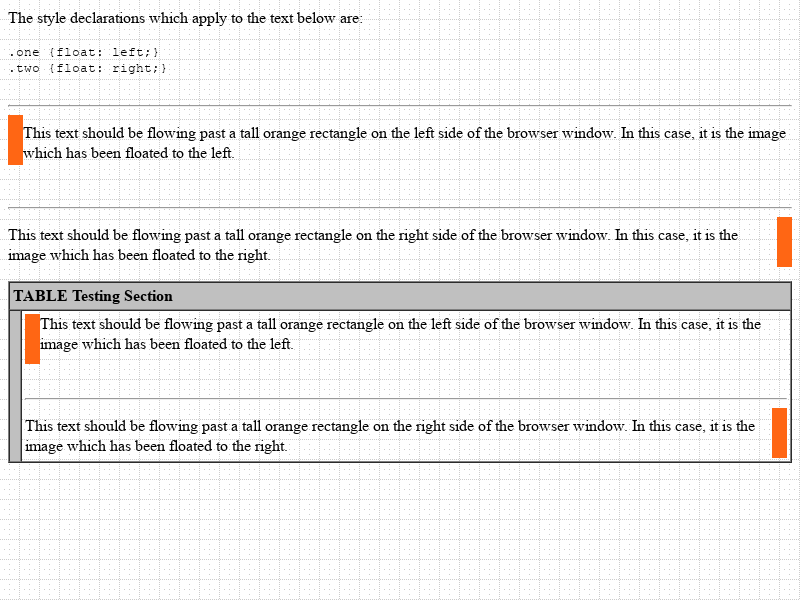 The style declarations which apply to the text below are:
.one {float: left;}
.two {float: right;}
This text should be flowing past a tall orange rectangle on the left side of the browser window. In this case, it is the image
which has been floated to the left.
This text should be flowing past a tall orange rectangle on the right side of the browser window. In this case, it is the
image which has been floated to the right.
TABLE Testing Section
This text should be flowing past a tall orange rectangle on the left side of the browser window. In this case, it is the
image which has been floated to the left.
This text should be flowing past a tall orange rectangle on the right side of the browser window. In this case, it is the
image which has been floated to the right.